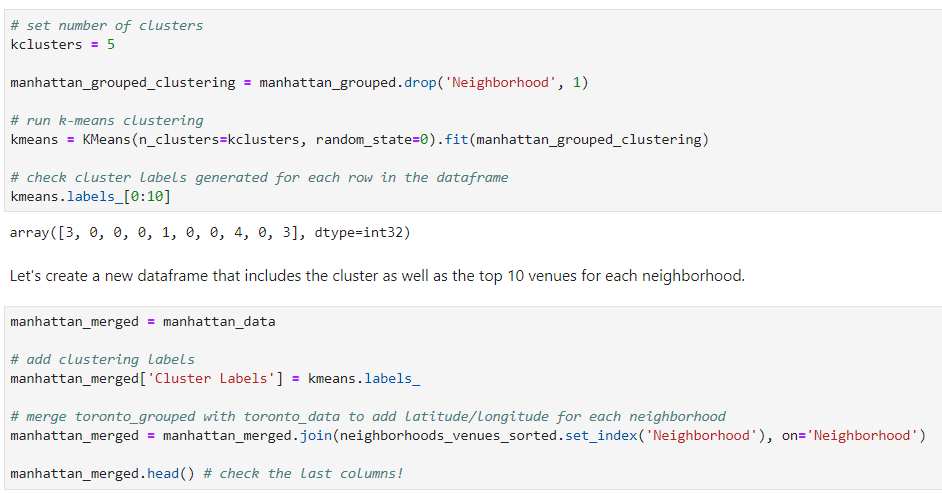 # set number of clusters
kclusters = 5
manhattan_grouped_clustering = manhattan_grouped.drop('Neighborhood', 1)
# run k-means clustering
kmeans = KMeans(n_clusters=kclusters, random_state=0).fit(manhattan_grouped_clustering)
# check cluster labels generated for each row in the dataframe
kmeans.labels_[0:10]
array([3, 0, 0, 0, 1, 0, 0, 4, 0, 3], dtype=int32)
Let's create a new dataframe that includes the cluster as well as the top 10 venues for each neighborhood.
manhattan_merged = manhattan_data
# add clustering labels
manhattan_merged['Cluster Labels'] = kmeans.labels_
# merge toronto_grouped with toronto_data to add latitude/longitude for each neighborhood
manhattan_merged = manhattan_merged.join(neighborhoods_venues_sorted.set_index('Neighborhood'), on='Neighborhood')
manhattan_merged.head() # check the last columns!